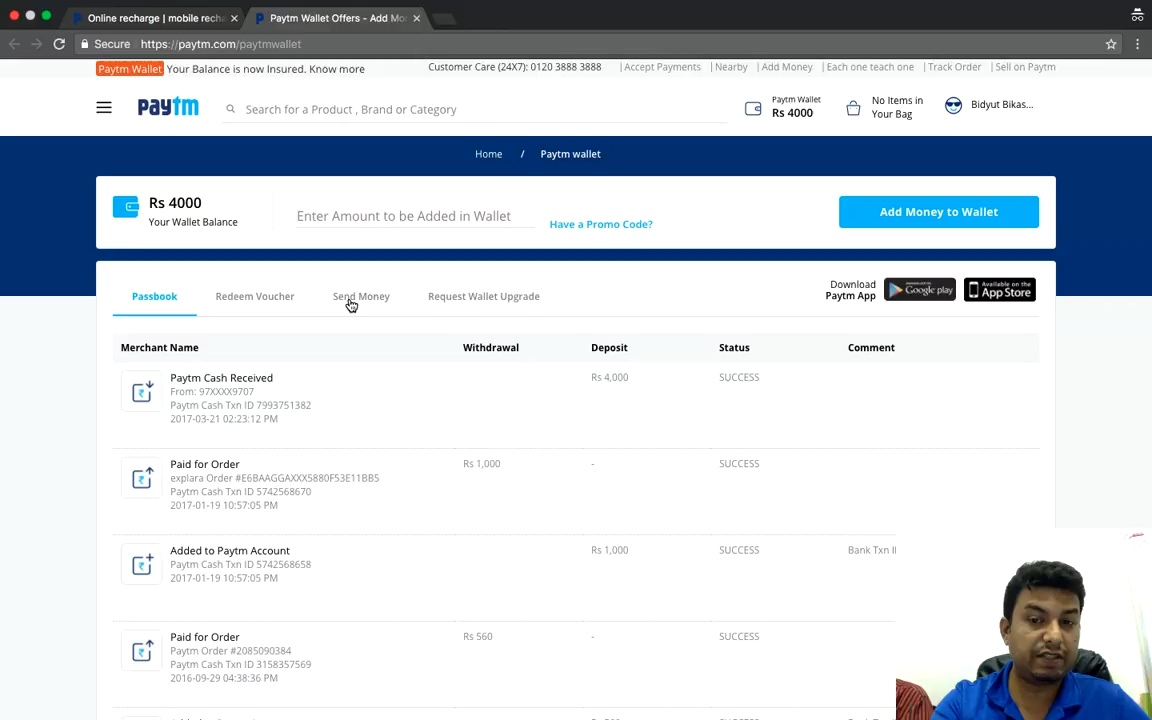 Online recharge | mobile recha
Paytm Wallet Offers - Add Mo
Secure
https://paytm.com/paytmwallet
Paytm Wallet Your Balance is now Insured. Know more
Customer Care (24X7): 0120 3888 3888 | Accept Payments | Nearby | Add Money | Each one teach one | Track Order | Sell on Paytm
paytm
Search for a Product , Brand or Category
Paytm Wallet
Rs 4000
No Items in
Your Bag
Bidyut Bikas...
Home / Paytm wallet
Rs 4000
Your Wallet Balance
Enter Amount to be Added in Wallet
Have a Promo Code?
Add Money to Wallet
Passbook
Redeem Voucher
Send Money
Request Wallet Upgrade
Download
Paytm App
Google play
Available on the
App Store
Merchant Name Withdrawal Deposit Status Comment
Paytm Cash Received Rs 4,000 SUCCESS
From: 97XXXX9707
Paytm Cash Txn ID 7993751382
2017-03-21 02:23:12 PM
Paid for Order Rs 1,000 - SUCCESS
explara Order #E6BAAGGAXXX5880F53E11BB5
Paytm Cash Txn ID 5742568670
2017-01-19 10:57:05 PM
Added to Paytm Account Rs 1,000 SUCCESS Bank Txn
Paytm Cash Txn ID 5742568658
2017-01-19 10:57:05 PM
Paid for Order Rs 560 - SUCCESS
Paytm Order #2085090384
Paytm Cash Txn ID 3158357569
2016-09-29 04:38:36 PM